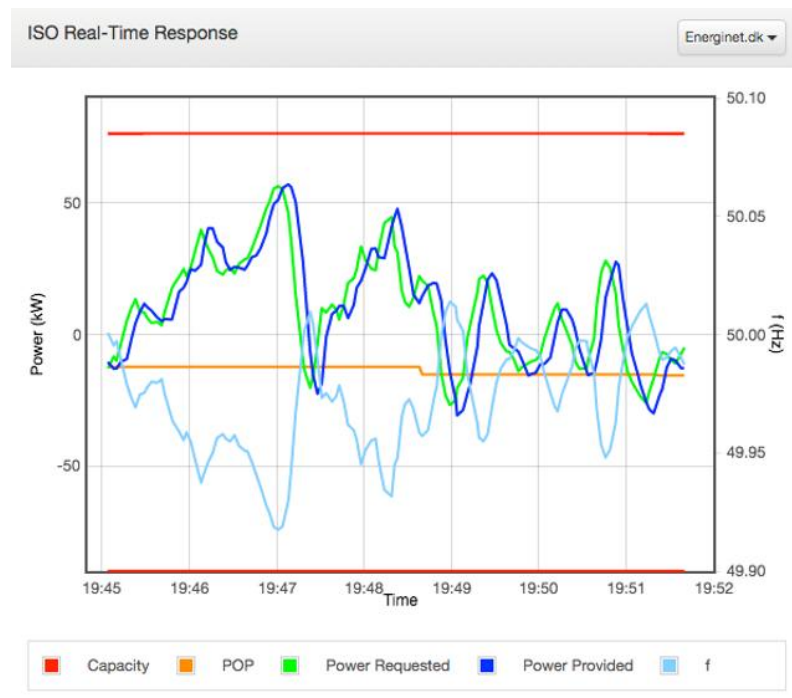 ISO Real-Time Response
Energinet.dk
50.10
50
50.05
Power (kW)
0
50.00
f (Hz)
-50
49.95
49.90
19:45 19:46 19:47 19:48 19:49 19:50 19:51 19:52
Time
Capacity POP Power Requested Power Provided f